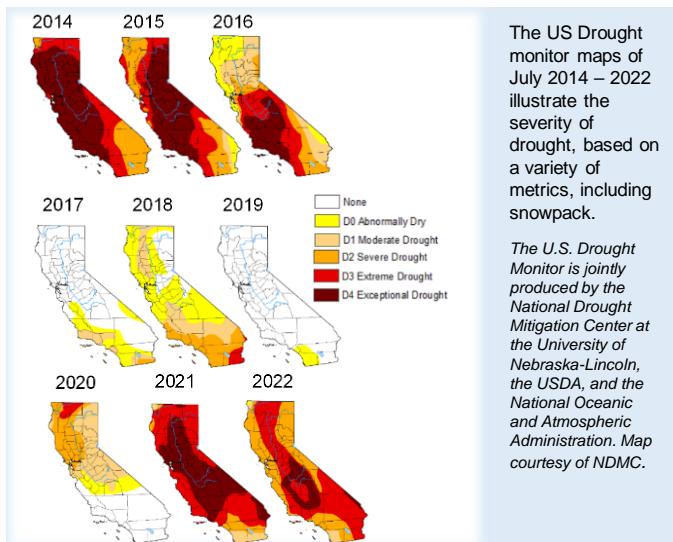 2014 2015 2016
2017 2018 2019
None
D0 Abnormally Dry
D1 Moderate Drought
D2 Severe Drought
D3 Extreme Drought
D4 Exceptional Drought
2020 2021 2022
The US Drought
monitor maps of
July 2014 – 2022
illustrate the
severity of
drought, based on
a variety of
metrics, including
snowpack.
The U.S. Drought
Monitor is jointly
produced by the
National Drought
Mitigation Center at
the University of
Nebraska-Lincoln,
the USDA, and the
National Oceanic
and Atmospheric
Administration. Map
courtesy of NDMC.